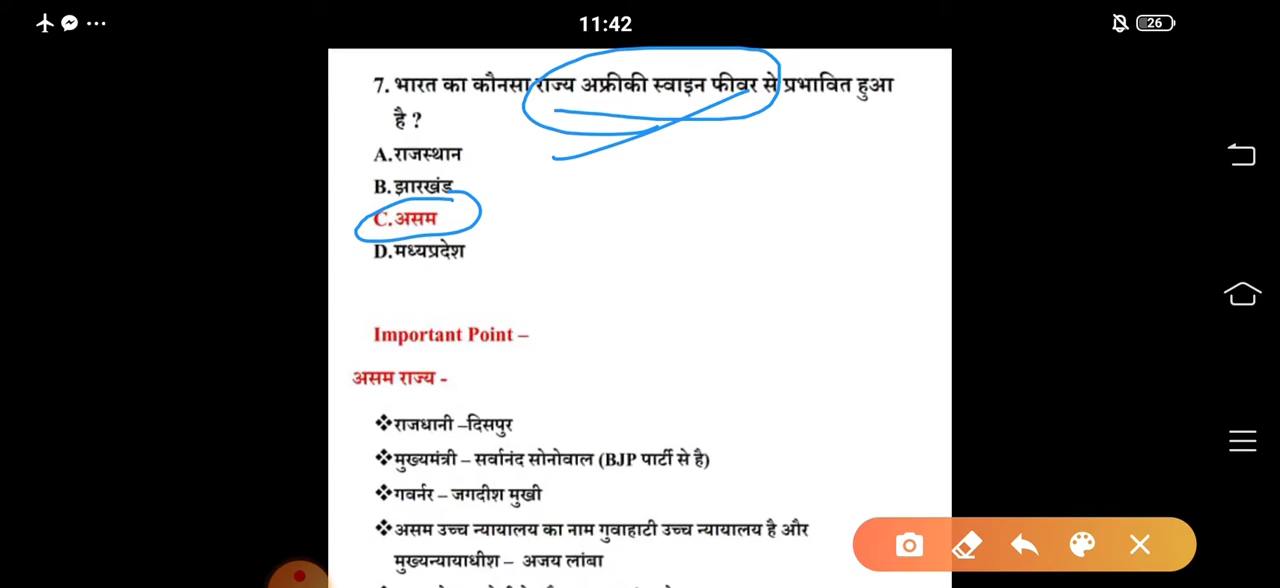 11:42
26
7. भारत का कौनसा राज्य अफ्रीकी स्वाइन फीवर से प्रभावित हुआ
है ?
A.राजस्थान
B.झारखंड
C.असम
D.मध्यप्रदेश
Important Point –
असम राज्य -
❖राजधानी –दिसपुर
❖मुख्यमंत्री – सर्वानंद सोनोवाल (BJP पार्टी से है)
❖गवर्नर – जगदीश मुखी
❖असम उच्च न्यायालय का नाम गुवाहाटी उच्च न्यायालय है और
मुख्यन्यायाधीश – अजय लांबा